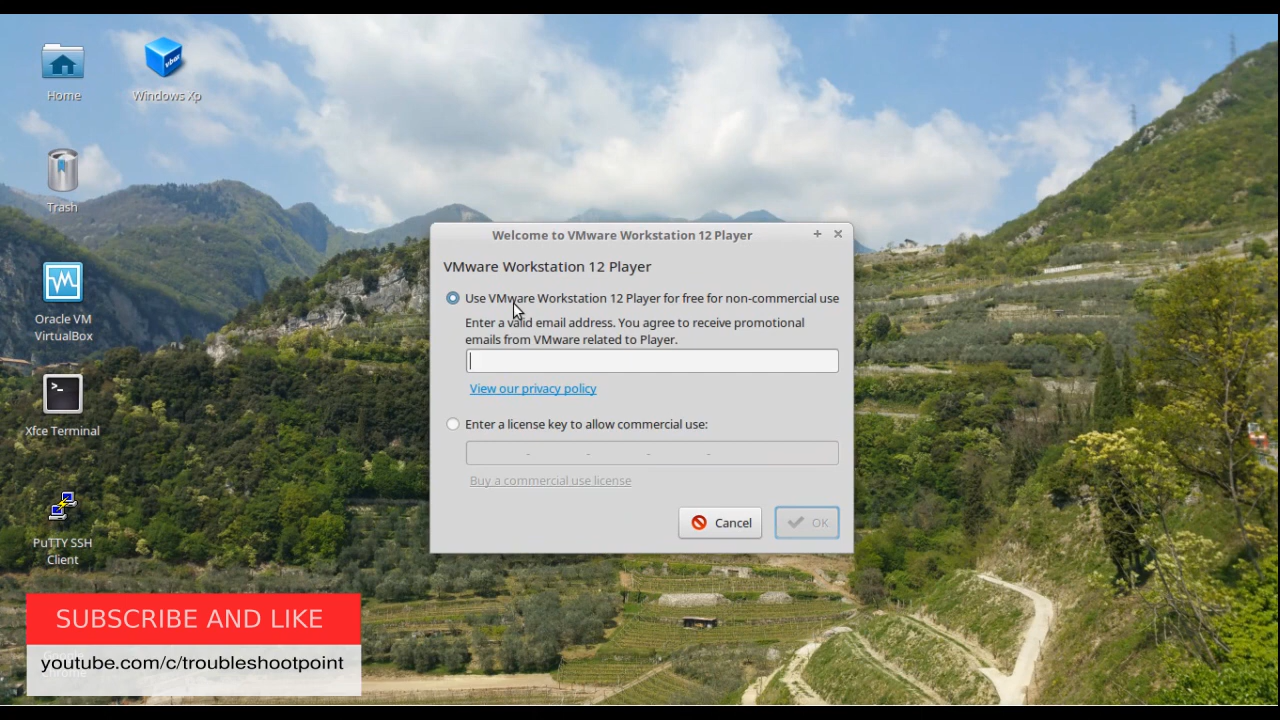 Home
Windows Xp
vbox
Trash
Oracle VM
VirtualBox
Xfce Terminal
PuTTY SSH
Client
Welcome to VMware Workstation 12 Player
VMware Workstation 12 Player
Use VMware Workstation 12 Player for free for non-commercial use
Enter a valid email address. You agree to receive promotional
emails from VMware related to Player.
View our privacy policy
Enter a license key to allow commercial use:
- - - -
Buy a commercial use license
Cancel
OK
SUBSCRIBE AND LIKE
youtube.com/c/troubleshootpoint